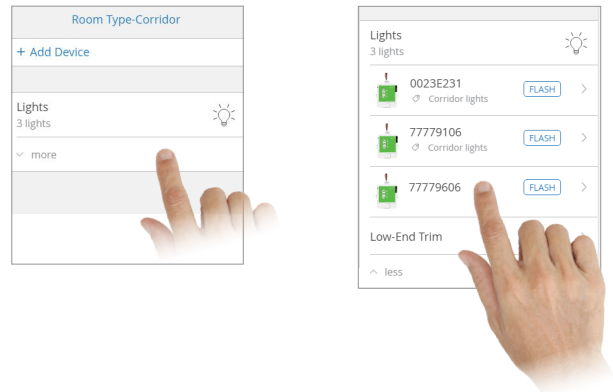 Room Type-Corridor
+ Add Device
Lights
3 lights
more
Lights
3 lights
0023E231
FLASH
Corridor lights
77779106
FLASH
Corridor lights
77779606
FLASH
Low-End Trim
less